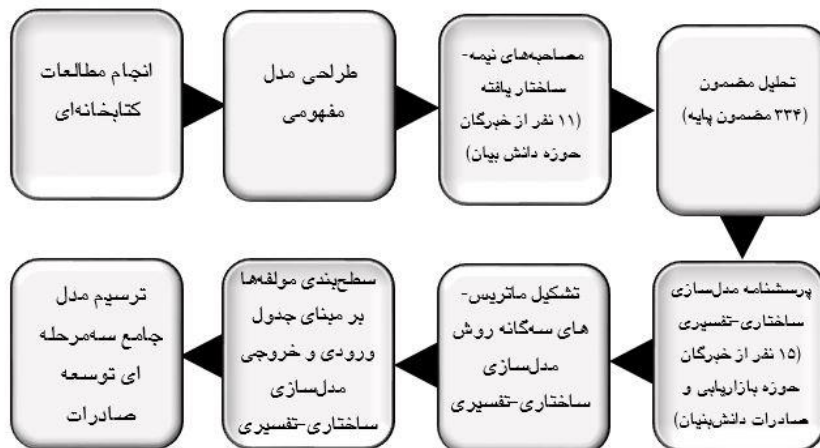 انجام مطالعات
کتابخانه‌ای
طراحی مدل
مفهومی
مصاحبه‌های نیمه-
ساختار یافته
(۱۱ نفر از خبرگان
حوزه دانش بیان)
تحلیل مضمون
(۳۳۴ مضمون پایه)
پرسشنامه مدل‌سازی
ساختاری-تفسیری
(۱۵ نفر از خبرگان
حوزه بازاریابی و
صادرات دانش‌بنیان)
تشکیل ماتریس-
های سه‌گانه روش
مدل‌سازی
ساختاری-تفسیری
سطح‌بندی مولفه‌ها
بر مبنای جدول
ورودی و خروجی
مدل‌سازی
ساختاری-تفسیری
ترسیم مدل
جامع سه‌مرحله
ای توسعه
صادرات